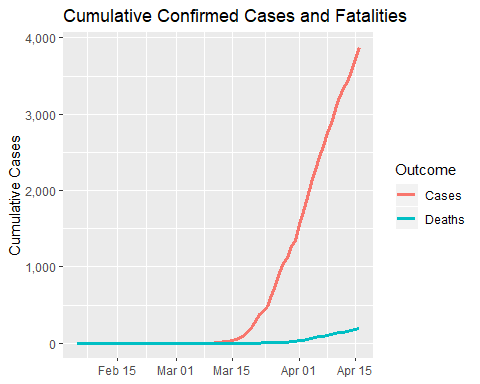 Cumulative Confirmed Cases and Fatalities
Cumulative Cases
4,000
3,000
2,000
1,000
0
Feb 15
Mar 01
Mar 15
Apr 01
Apr 15
Outcome
Cases
Deaths